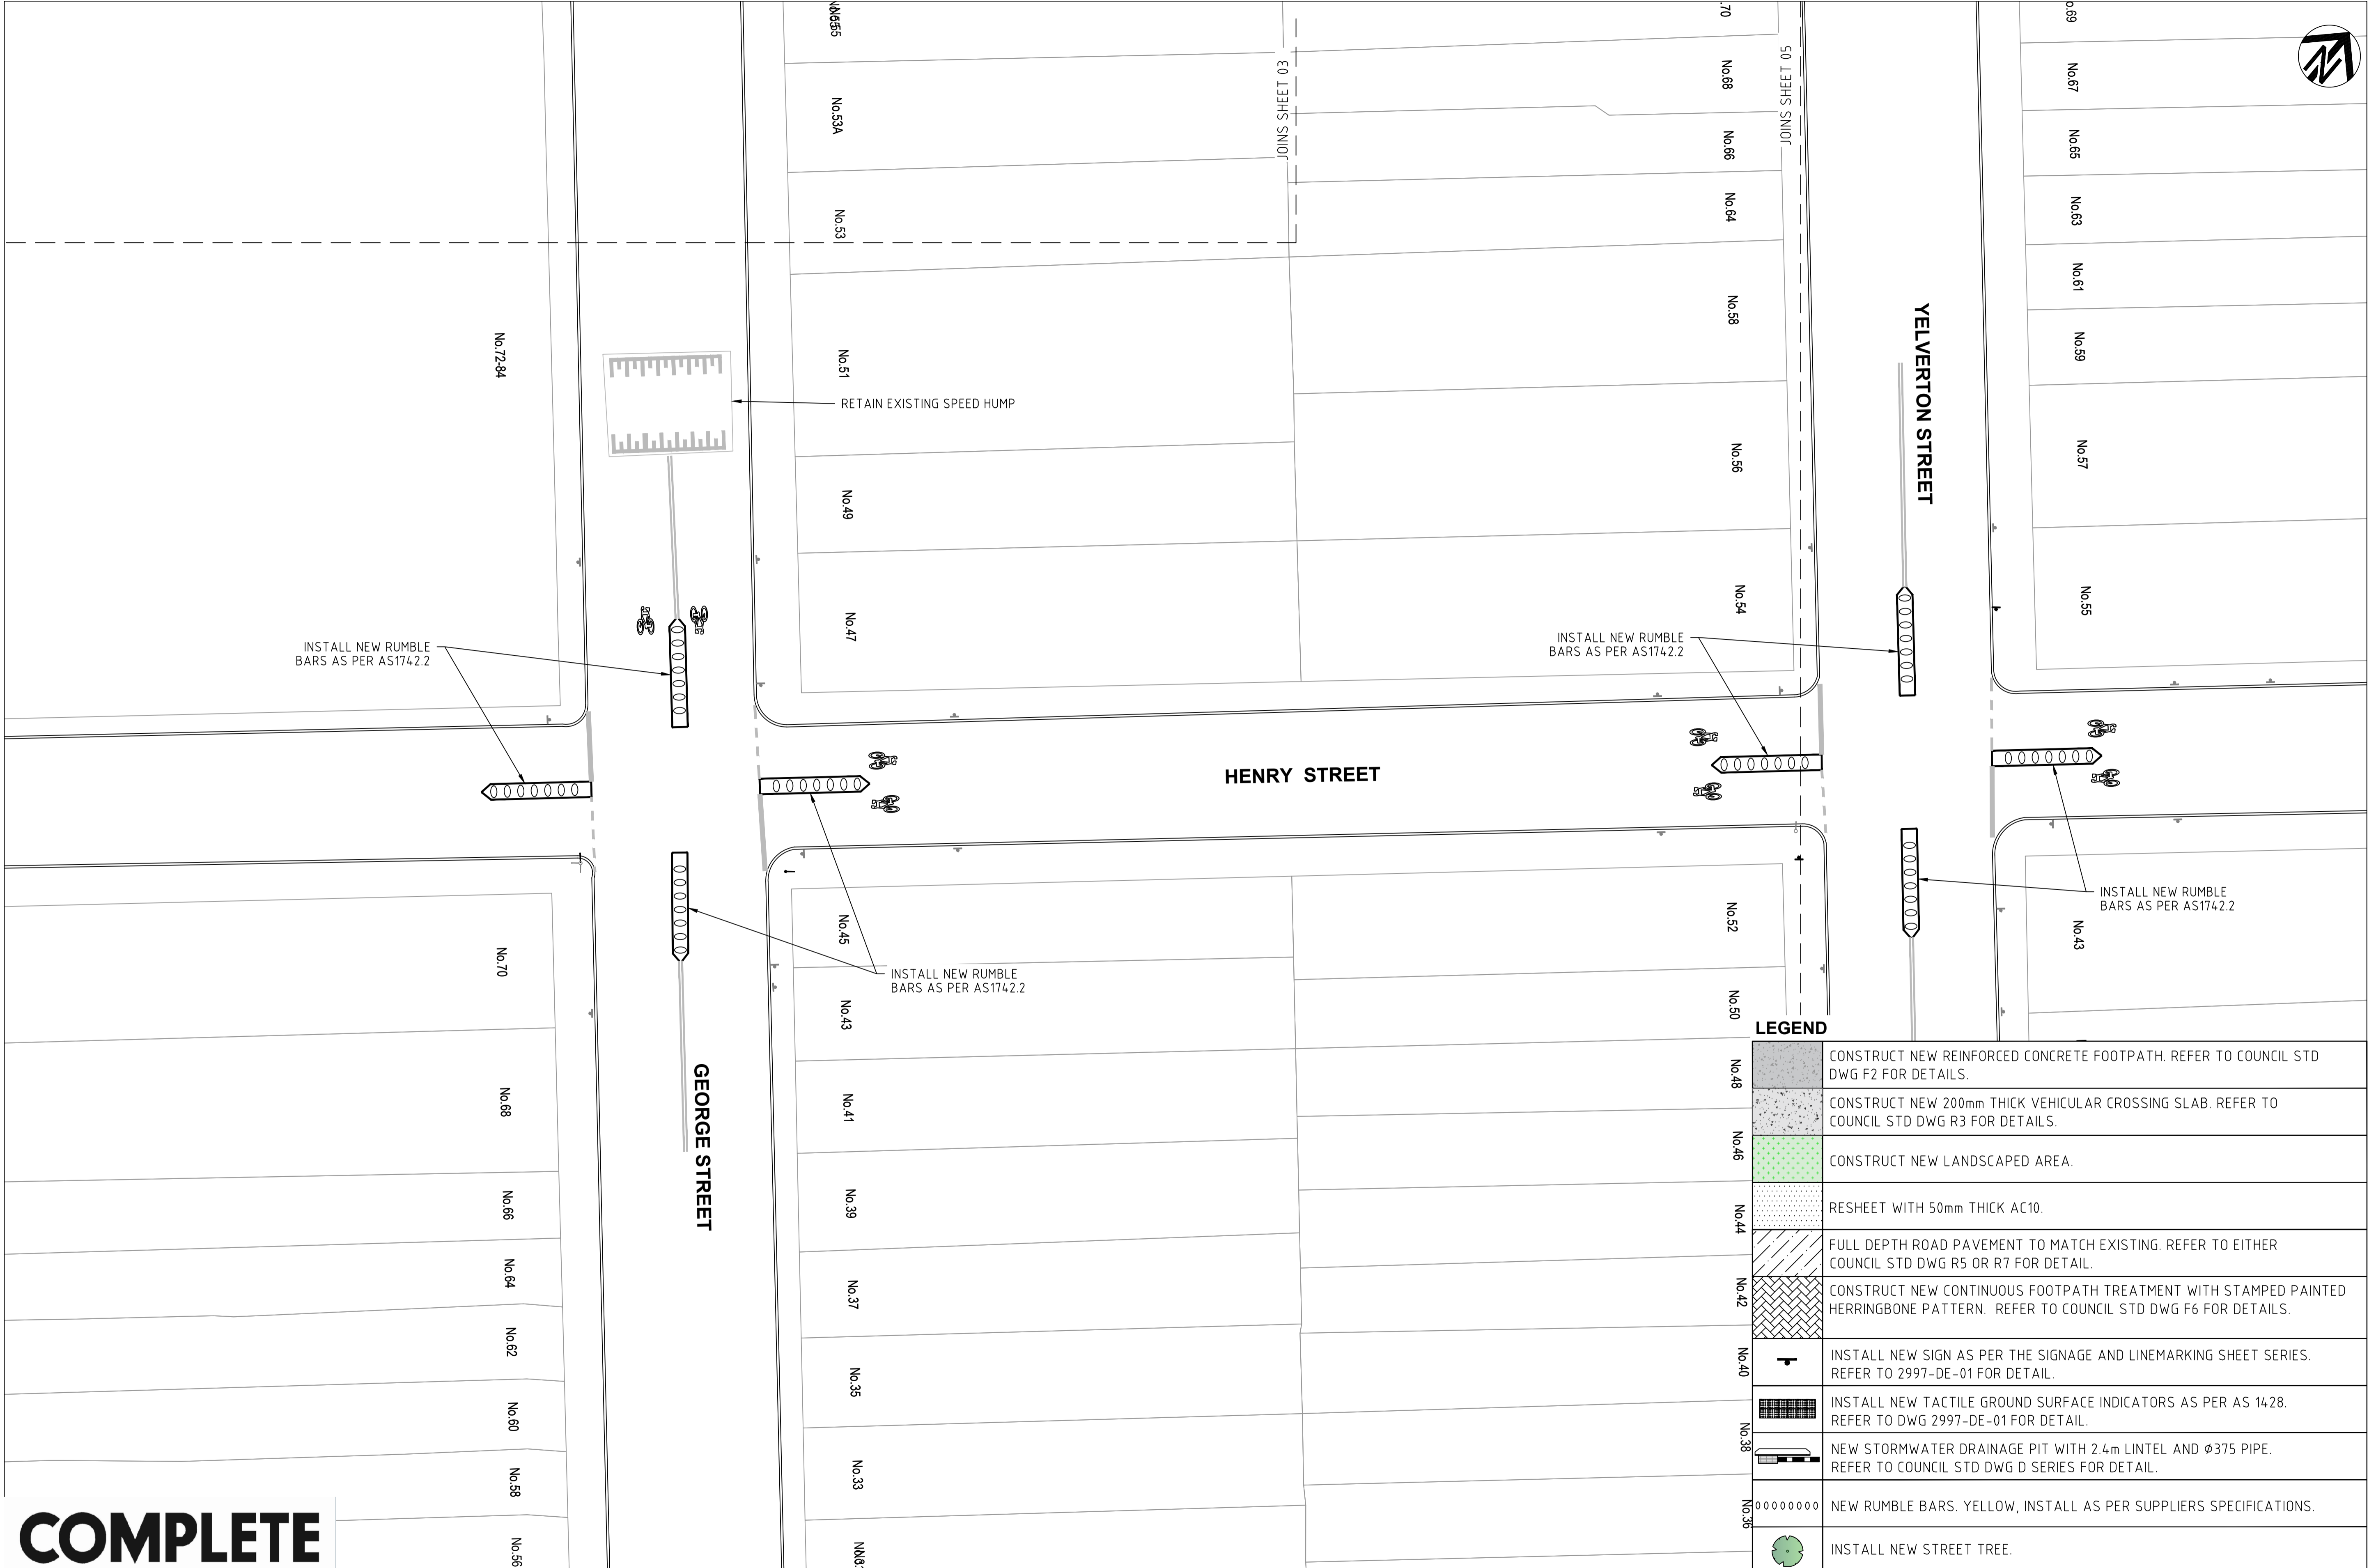 No.53A
No.53
No.51
No.49
No.47
No.72-84
JOINS SHEET 03
JOINS SHEET 05
No.68
No.66
No.64
No.58
No.56
No.54
No.67
No.65
No.63
No.61
No.59
No.57
No.55
YELVERTON STREET
RETAIN EXISTING SPEED HUMP
INSTALL NEW RUMBLE
BARS AS PER AS1742.2
INSTALL NEW RUMBLE
BARS AS PER AS1742.2
HENRY STREET
INSTALL NEW RUMBLE
BARS AS PER AS1742.2
INSTALL NEW RUMBLE
BARS AS PER AS1742.2
GEORGE STREET
No.70
No.68
No.66
No.64
No.62
No.60
No.58
No.56
No.45
No.43
No.41
No.39
No.37
No.35
No.33
No.52
No.50
No.48
No.46
No.44
No.42
No.40
No.38
No.36
No.43
LEGEND
CONSTRUCT NEW REINFORCED CONCRETE FOOTPATH. REFER TO COUNCIL STD
DWG F2 FOR DETAILS.
CONSTRUCT NEW 200mm THICK VEHICULAR CROSSING SLAB. REFER TO
COUNCIL STD DWG R3 FOR DETAILS.
CONSTRUCT NEW LANDSCAPED AREA.
RESHEET WITH 50mm THICK AC10.
FULL DEPTH ROAD PAVEMENT TO MATCH EXISTING. REFER TO EITHER
COUNCIL STD DWG R5 OR R7 FOR DETAIL.
CONSTRUCT NEW CONTINUOUS FOOTPATH TREATMENT WITH STAMPED PAINTED
HERRINGBONE PATTERN. REFER TO COUNCIL STD DWG F6 FOR DETAILS.
INSTALL NEW SIGN AS PER THE SIGNAGE AND LINEMARKING SHEET SERIES.
REFER TO 2997-DE-01 FOR DETAIL.
INSTALL NEW TACTILE GROUND SURFACE INDICATORS AS PER AS 1428.
REFER TO DWG 2997-DE-01 FOR DETAIL.
NEW STORMWATER DRAINAGE PIT WITH 2.4m LINTEL AND Ø375 PIPE.
REFER TO COUNCIL STD DWG D SERIES FOR DETAIL.
NEW RUMBLE BARS. YELLOW, INSTALL AS PER SUPPLIERS SPECIFICATIONS.
INSTALL NEW STREET TREE.
COMPLETE